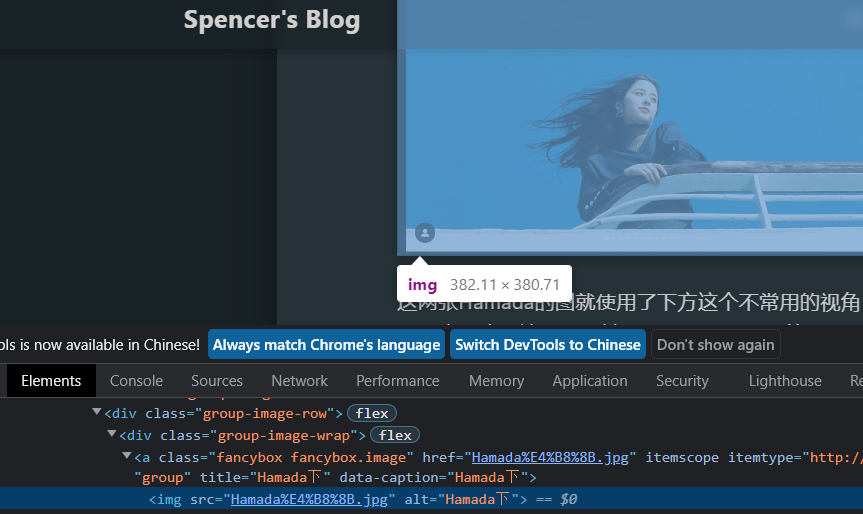 Spencer's Blog
img 382.11 × 380.71
这两张Hamada的图就使用了下方这个不常用的视角
ols is now available in Chinese! Always match Chrome's language Switch DevTools to Chinese Don't show again
Elements Console Sources Network Performance Memory Application Security Lighthouse Re
<div class="group-image-row"> flex
<div class="group-image-wrap"> flex
<a class="fancybox fancybox.image" href="Hamada%E4%B8%8B.jpg" itemscope itemtype="http:/
"group" title="Hamada下" data-caption="Hamada下">
<img src="Hamada%E4%B8%8B.jpg" alt="Hamada下"> == $0